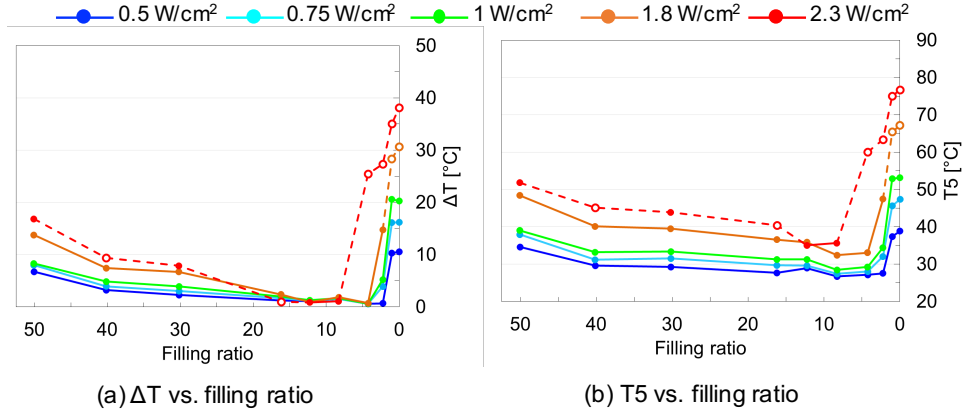 0.5 W/cm² 0.75 W/cm² 1 W/cm² 1.8 W/cm² 2.3 W/cm²
50
40
30
20
10
0
ΔT [°C]
50 40 30 20 10 0
Filling ratio
(a) ΔT vs. filling ratio
90
80
70
60
50
40
30
20
T5 [°C]
50 40 30 20 10 0
Filling ratio
(b) T5 vs. filling ratio